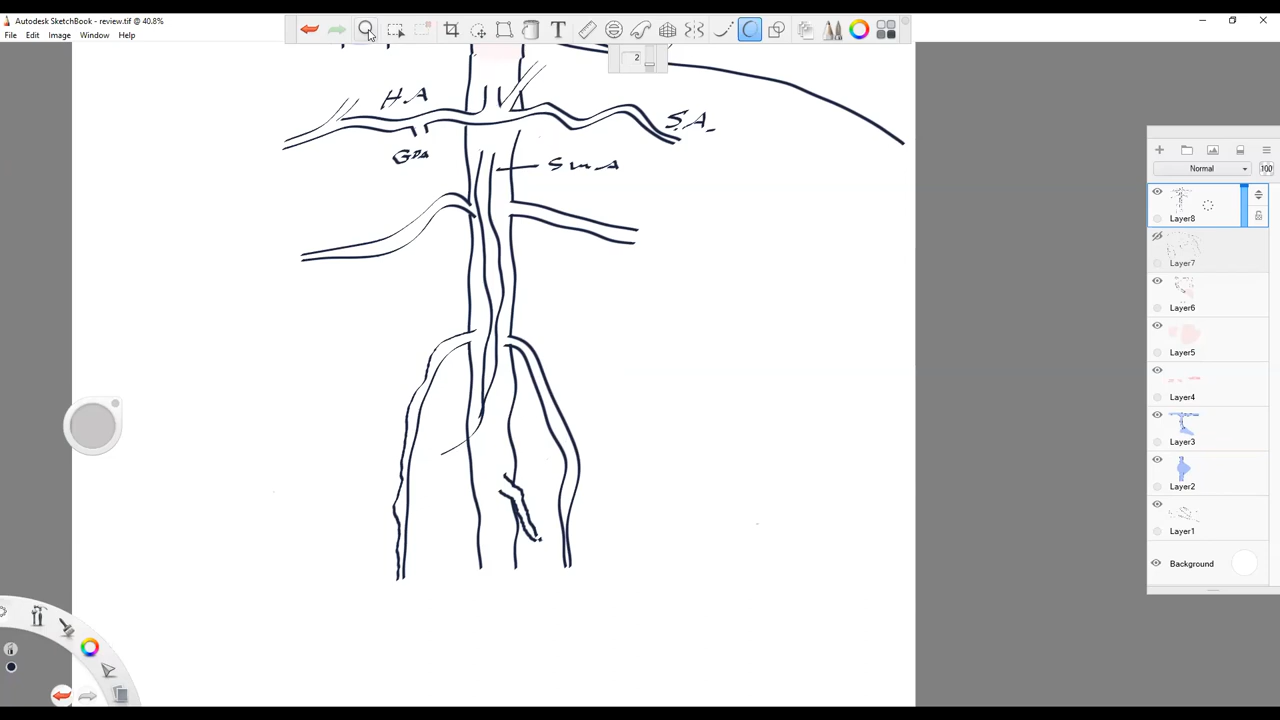 Autodesk SketchBook - review.tif @ 40.8%
File Edit Image Window Help
T
2
H.A
S.A.
GDA
SMA
Normal
100
Layer8
Layer7
Layer6
Layer5
Layer4
Layer3
Layer2
Layer1
Background